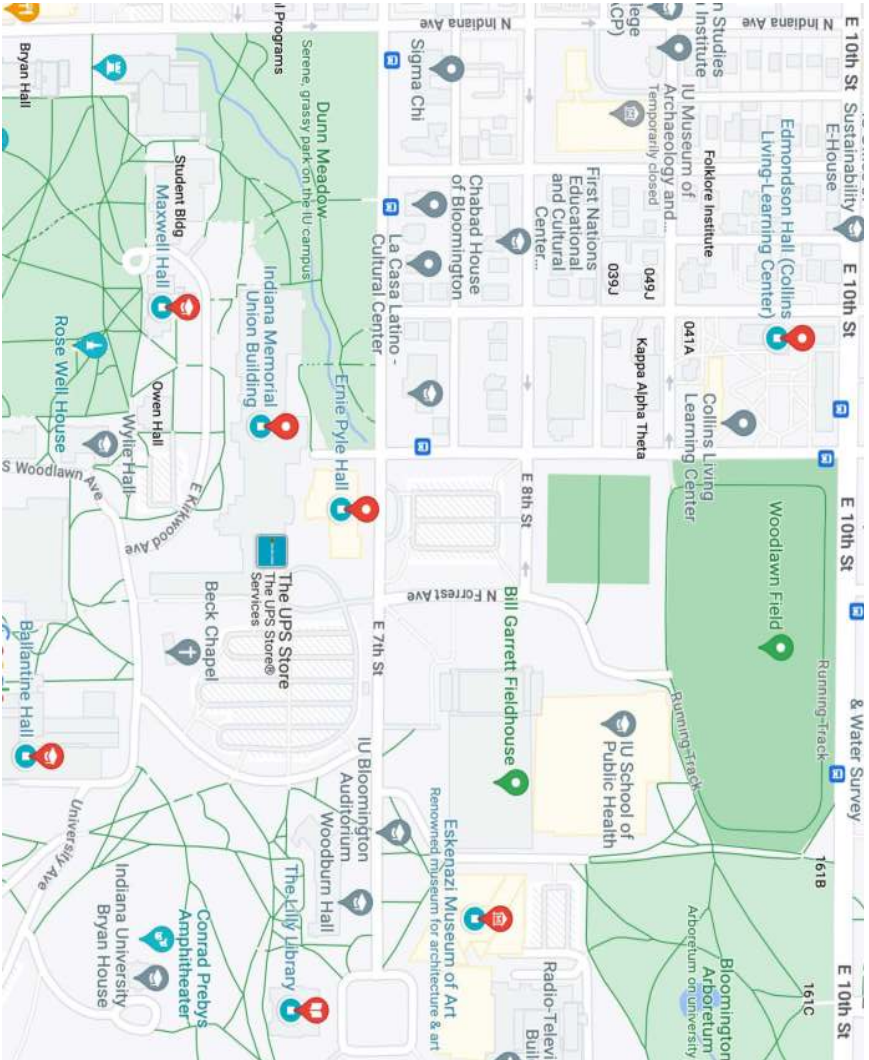 E 10th St
E 10th St
E 10th St
E 10th St
& Water Survey
Sustainability
E-House
161B
161C
Running-Track
Woodlawn Field
Running-Track
Edmondson Hall (Collins
Living-Learning Center)
Collins Living
Learning Center
n Studies
Institute
Folklore Institute
041A
Bloomington
Arboretum
Arboretum on university
IU Museum of
Archaeology and...
Temporarily closed
049J
039J
Kappa Alpha Theta
lege
(CP)
First Nations
Educational
and Cultural
Center...
IU School of
Public Health
Radio-Televi
Buil
E 8th St
Bill Garrett Fieldhouse
N Indiana Ave
N Indiana Ave
N Forrest Ave
Chabad House
of Bloomington
Sigma Chi
La Casa Latino -
Cultural Center
Eskenazi Museum of Art
Renowned museum for architecture & art
E 7th St
IU Bloomington
Auditorium
Woodburn Hall
Ernie Pyle Hall
Dunn Meadow
Serene, grassy park on the IU campus
l Programs
Indiana Memorial
Union Building
The UPS Store
The UPS Store®
Services
The Lilly Library
Beck Chapel
Student Bldg
Maxwell Hall
Owen Hall
E Kirkwood Ave
Wylie Hall
S Woodlawn Ave
Rose Well House
Conrad Prebys
Amphitheater
Indiana University
Bryan House
University Ave
Ballantine Hall
Bryan Hall